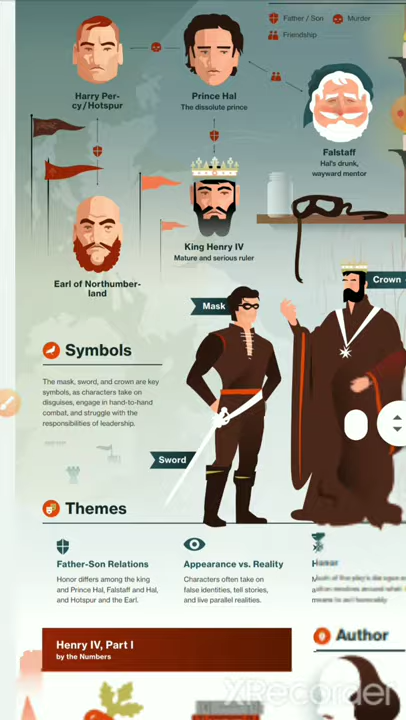 Father / Son
Murder
Friendship
Harry Per-
cy/Hotspur
Prince Hal
The dissolute prince
Falstaff
Hal's drunk,
wayward mentor
King Henry IV
Mature and serious ruler
Earl of Northumber-
land
Crown
Mask
Symbols
The mask, sword, and crown are key
symbols, as characters take on
disguises, engage in hand-to-hand
combat, and struggle with the
responsibilities of leadership.
Sword
Themes
Father-Son Relations
Honor differs among the king
and Prince Hal, Falstaff and Hal,
and Hotspur and the Earl.
Appearance vs. Reality
Characters often take on
false identities, tell stories,
and live parallel realities.
Honor
means to act honorably
Henry IV, Part I
by the Numbers
Author
XRecorder